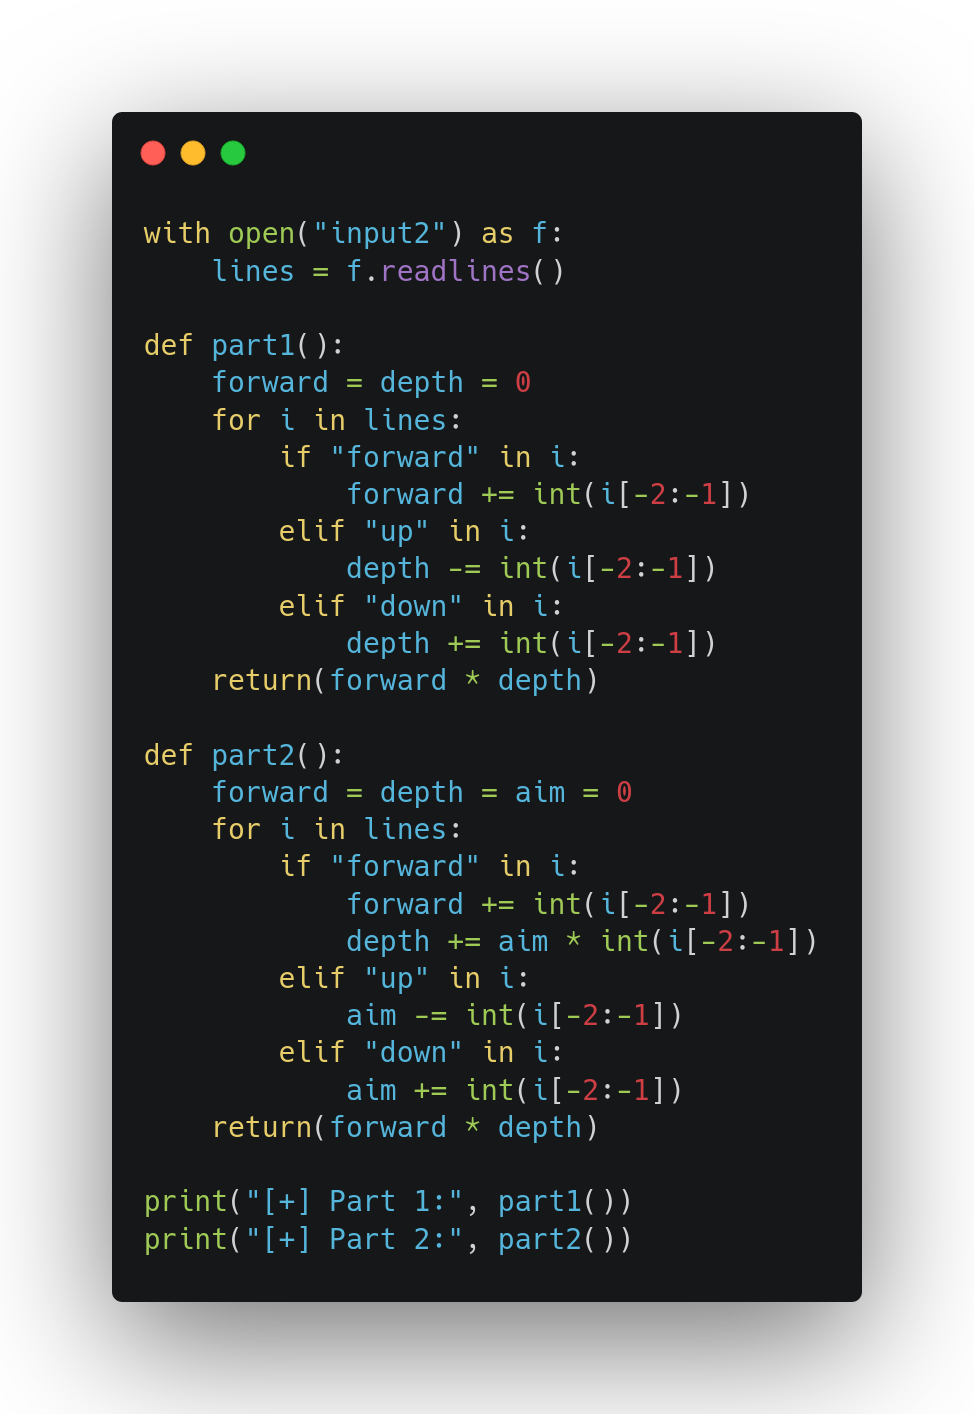 with open("input2") as f:
    lines = f.readlines()

def part1():
    forward = depth = 0
    for i in lines:
        if "forward" in i:
            forward += int(i[-2:-1])
        elif "up" in i:
            depth -= int(i[-2:-1])
        elif "down" in i:
            depth += int(i[-2:-1])
    return(forward * depth)

def part2():
    forward = depth = aim = 0
    for i in lines:
        if "forward" in i:
            forward += int(i[-2:-1])
            depth += aim * int(i[-2:-1])
        elif "up" in i:
            aim -= int(i[-2:-1])
        elif "down" in i:
            aim += int(i[-2:-1])
    return(forward * depth)

print("[+] Part 1:", part1())
print("[+] Part 2:", part2())